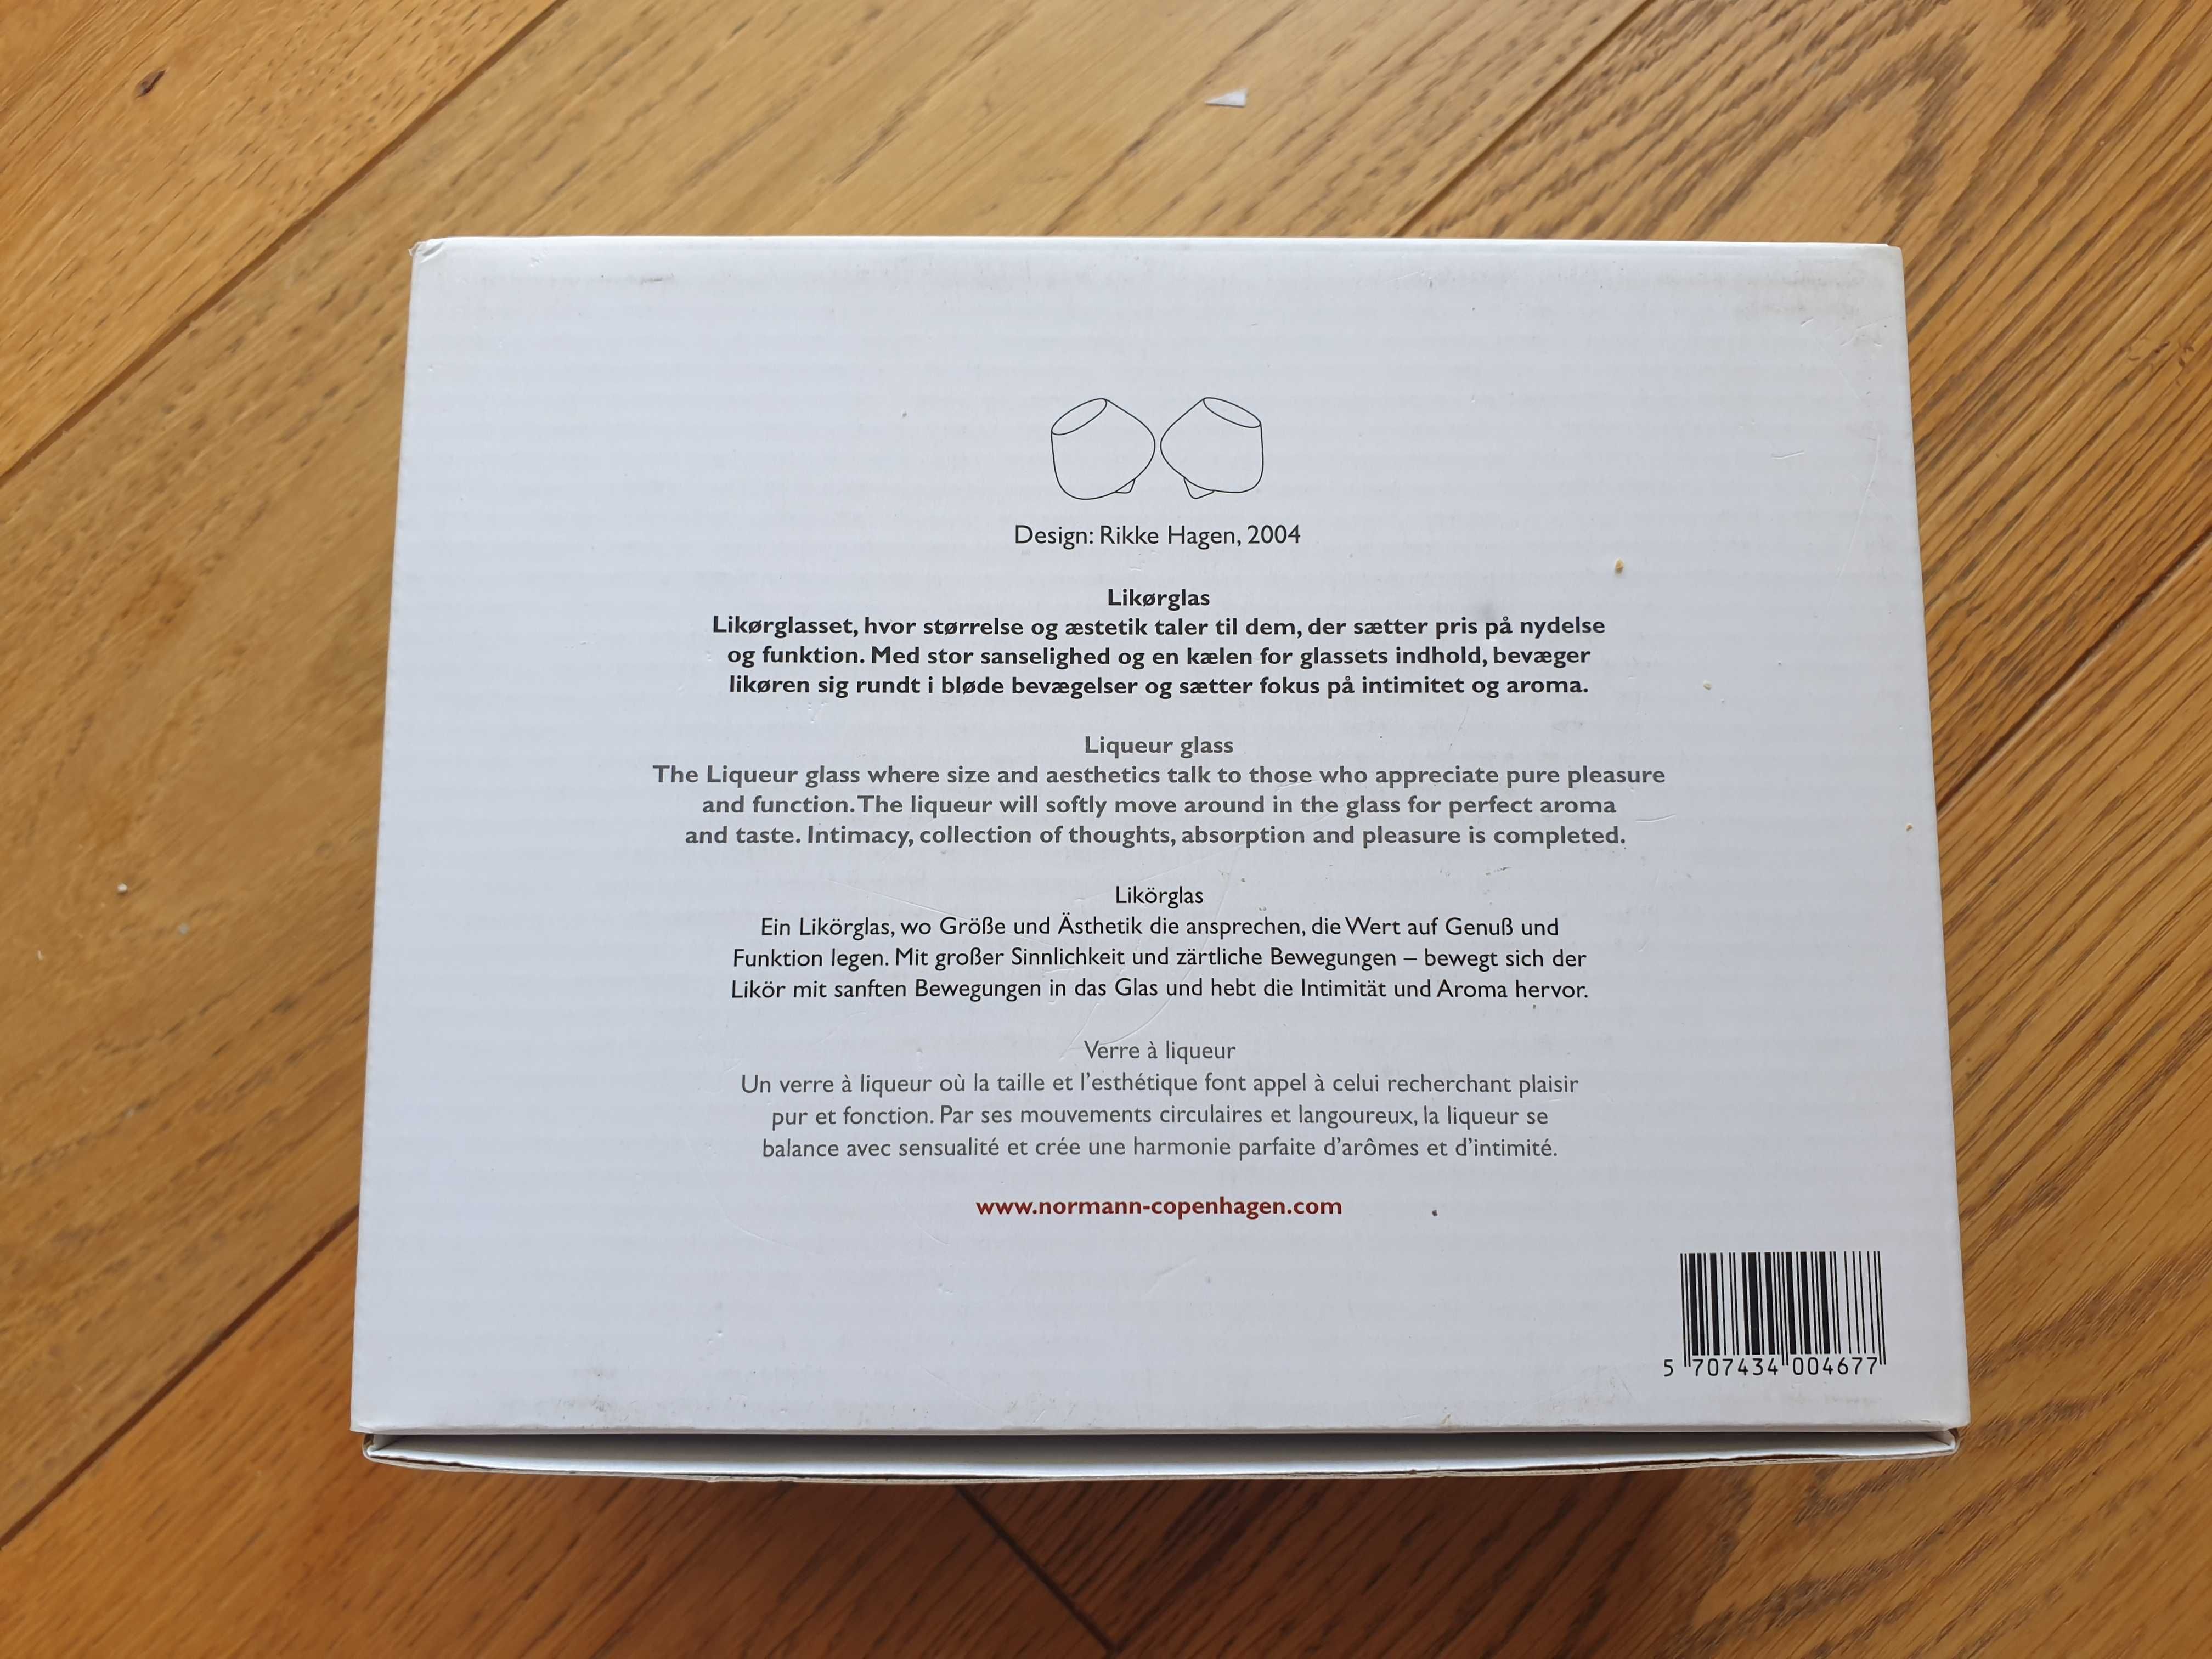 Design: Rikke Hagen, 2004
Likørglas
Likørglasset, hvor størrelse og æstetik taler til dem, der sætter pris på nydelse
og funktion. Med stor sanselighed og en kælen for glassets indhold, bevæger
likøren sig rundt i bløde bevægelser og sætter fokus på intimitet og aroma.
Liqueur glass
The Liqueur glass where size and aesthetics talk to those who appreciate pure pleasure
and function. The liqueur will softly move around in the glass for perfect aroma
and taste. Intimacy, collection of thoughts, absorption and pleasure is completed.
Likörglas
Ein Likörglas, wo Größe und Ästhetik die ansprechen, die Wert auf Genuß und
Funktion legen. Mit großer Sinnlichkeit und zärtliche Bewegungen – bewegt sich der
Likör mit sanften Bewegungen in das Glas und hebt die Intimität und Aroma hervor.
Verre à liqueur
Un verre à liqueur où la taille et l'esthétique font appel à celui recherchant plaisir
pur et fonction. Par ses mouvements circulaires et langoureux, la liqueur se
balance avec sensualité et crée une harmonie parfaite d'arômes et d'intimité.
www.normann-copenhagen.com
5 707434 004677